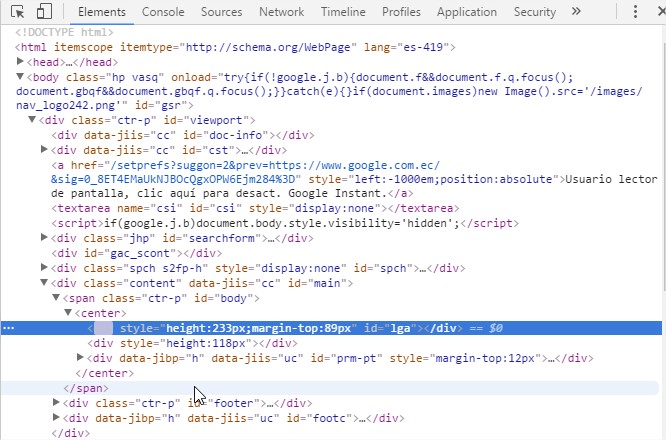 Elements Console Sources Network Timeline Profiles Application Security »
<!DOCTYPE html>
<html itemscope itemtype="http://schema.org/WebPage" lang="es-419">
<head>…</head>
<body class="hp vasq" onload="try{if(!google.j.b){document.f&&document.f.q.focus();
document.gbqf&&document.gbqf.q.focus();}}catch(e){}if(document.images)new Image().src='/images/
nav_logo242.png'" id="gsr">
<div class="ctr-p" id="viewport">
<div data-jiis="cc" id="doc-info"></div>
<div data-jiis="cc" id="cst">…</div>
<a href="/setprefs?suggon=2&prev=https://www.google.com.ec/
&sig=0_8ET4EMaUkNJBOcQgxOPW6Ejm284%3D" style="left:-1000em;position:absolute">Usuario lector
de pantalla, clic aquí para desact. Google Instant.</a>
<textarea name="csi" id="csi" style="display:none"></textarea>
<script>if(google.j.b)document.body.style.visibility='hidden';</script>
<div class="jhp" id="searchform">…</div>
<div id="gac_scont"></div>
<div class="spch s2fp-h" style="display:none" id="spch">…</div>
<div class="content" data-jiis="cc" id="main">
<span class="ctr-p" id="body">
<center>
… < style="height:233px;margin-top:89px" id="lga"></div> == $0
<div style="height:118px"></div>
<div data-jibp="h" data-jiis="uc" id="prm-pt" style="margin-top:12px">…</div>
</center>
</span>
<div class="ctr-p" id="footer">…</div>
<div data-jibp="h" data-jiis="uc" id="footc">…</div>
</div>